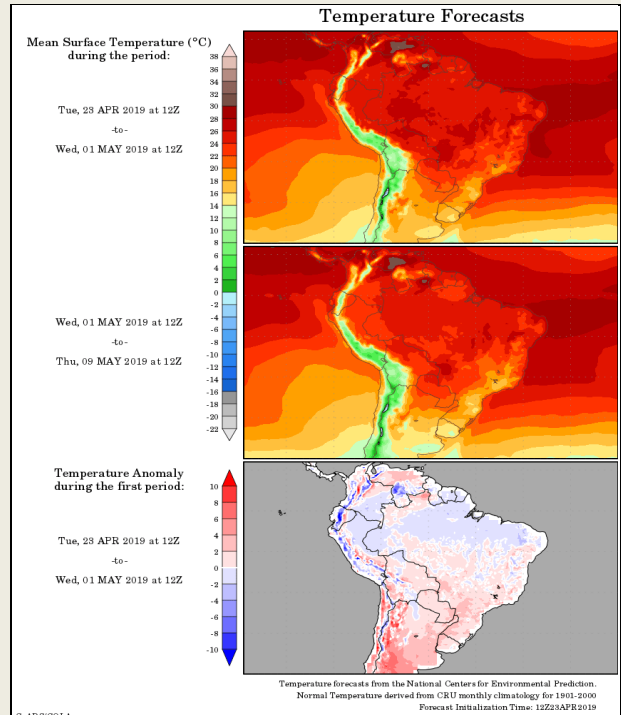 Temperature Forecasts
Mean Surface Temperature (°C)
during the period:
Tue, 23 APR 2019 at 12Z
-to-
Wed, 01 MAY 2019 at 12Z
38
36
34
32
30
28
26
24
22
20
18
16
14
12
10
8
6
4
2
0
-2
-4
-6
-8
-10
-12
-14
-16
-18
-20
-22
Wed, 01 MAY 2019 at 12Z
-to-
Thu, 09 MAY 2019 at 12Z
Temperature Anomaly
during the first period:
Tue, 23 APR 2019 at 12Z
-to-
Wed, 01 MAY 2019 at 12Z
10
8
6
4
2
0
-2
-4
-6
-8
-10
Temperature forecasts from the National Centers for Environmental Prediction.
Normal Temperature derived from CRU monthly climatology for 1901-2000
Forecast Initialization Time: 12Z23APR2019